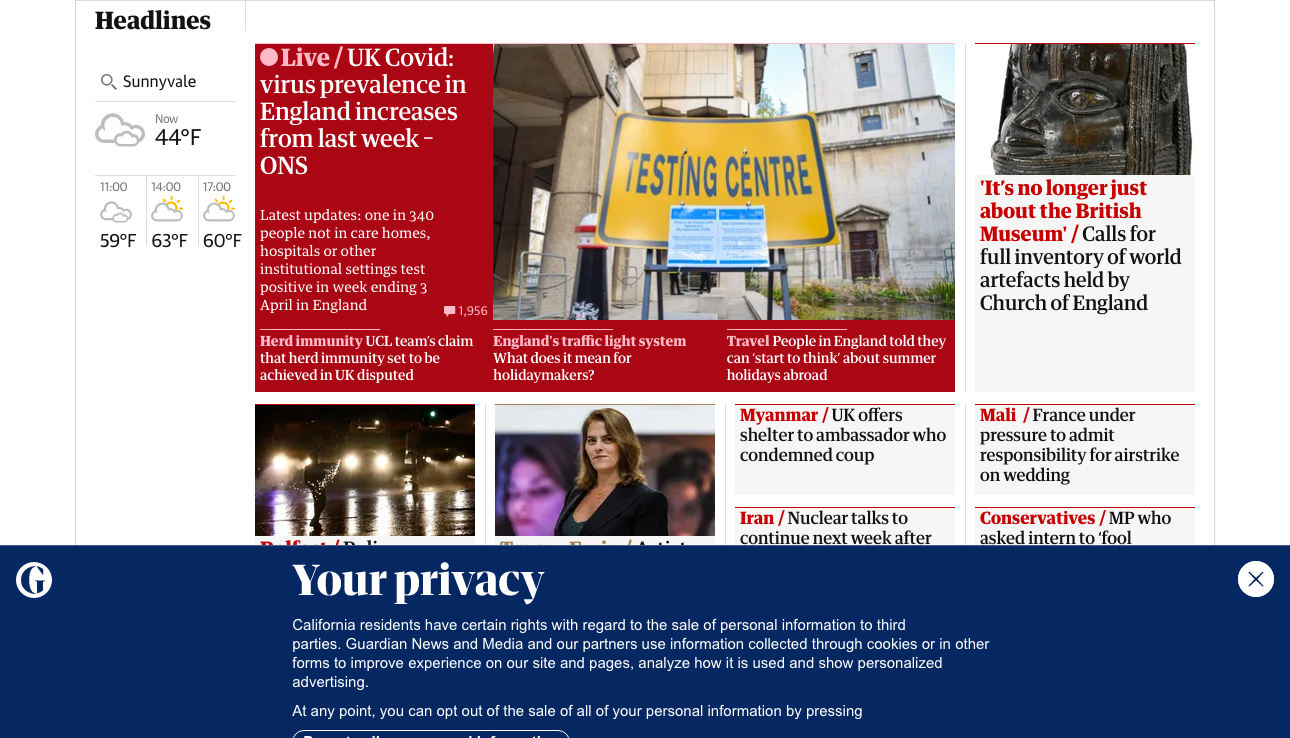 Headlines
Sunnyvale
Now
44°F
11:00
14:00
17:00
59°F
63°F
60°F
Live / UK Covid:
virus prevalence in
England increases
from last week –
ONS
Latest updates: one in 340
people not in care homes,
hospitals or other
institutional settings test
positive in week ending 3
April in England
1,956
TESTING CENTRE
Herd immunity UCL team’s claim
that herd immunity set to be
achieved in UK disputed
England's traffic light system
What does it mean for
holidaymakers?
Travel People in England told they
can ‘start to think’ about summer
holidays abroad
'It’s no longer just
about the British
Museum' / Calls for
full inventory of world
artefacts held by
Church of England
Myanmar / UK offers
shelter to ambassador who
condemned coup
Mali / France under
pressure to admit
responsibility for airstrike
on wedding
Iran / Nuclear talks to
continue next week after
Conservatives / MP who
asked intern to ‘fool
Your privacy
California residents have certain rights with regard to the sale of personal information to third
parties. Guardian News and Media and our partners use information collected through cookies or in other
forms to improve experience on our site and pages, analyze how it is used and show personalized
advertising.
At any point, you can opt out of the sale of all of your personal information by pressing